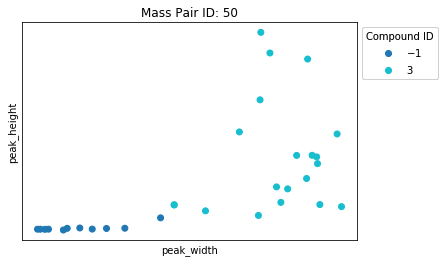 Mass Pair ID: 50
Compound ID
−1
3
peak_height
peak_width